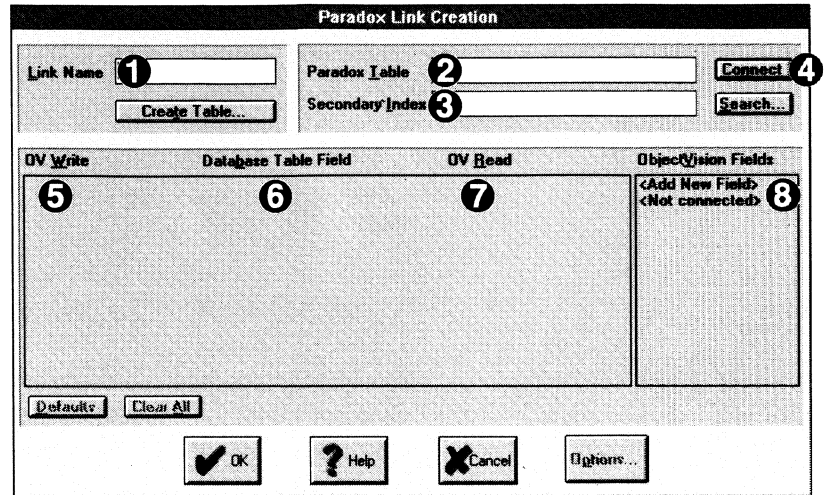 Paradox Link Creation
Link Name 1
Create Table...
Paradox Table 2
Connect 4
Secondary Index 3
Search...
OV Write Database Table Field OV Read ObjectVision Fields
5 6 7 8
<Add New Field>
<Not connected>
Defaults Clear All
OK ? Help Cancel Options...